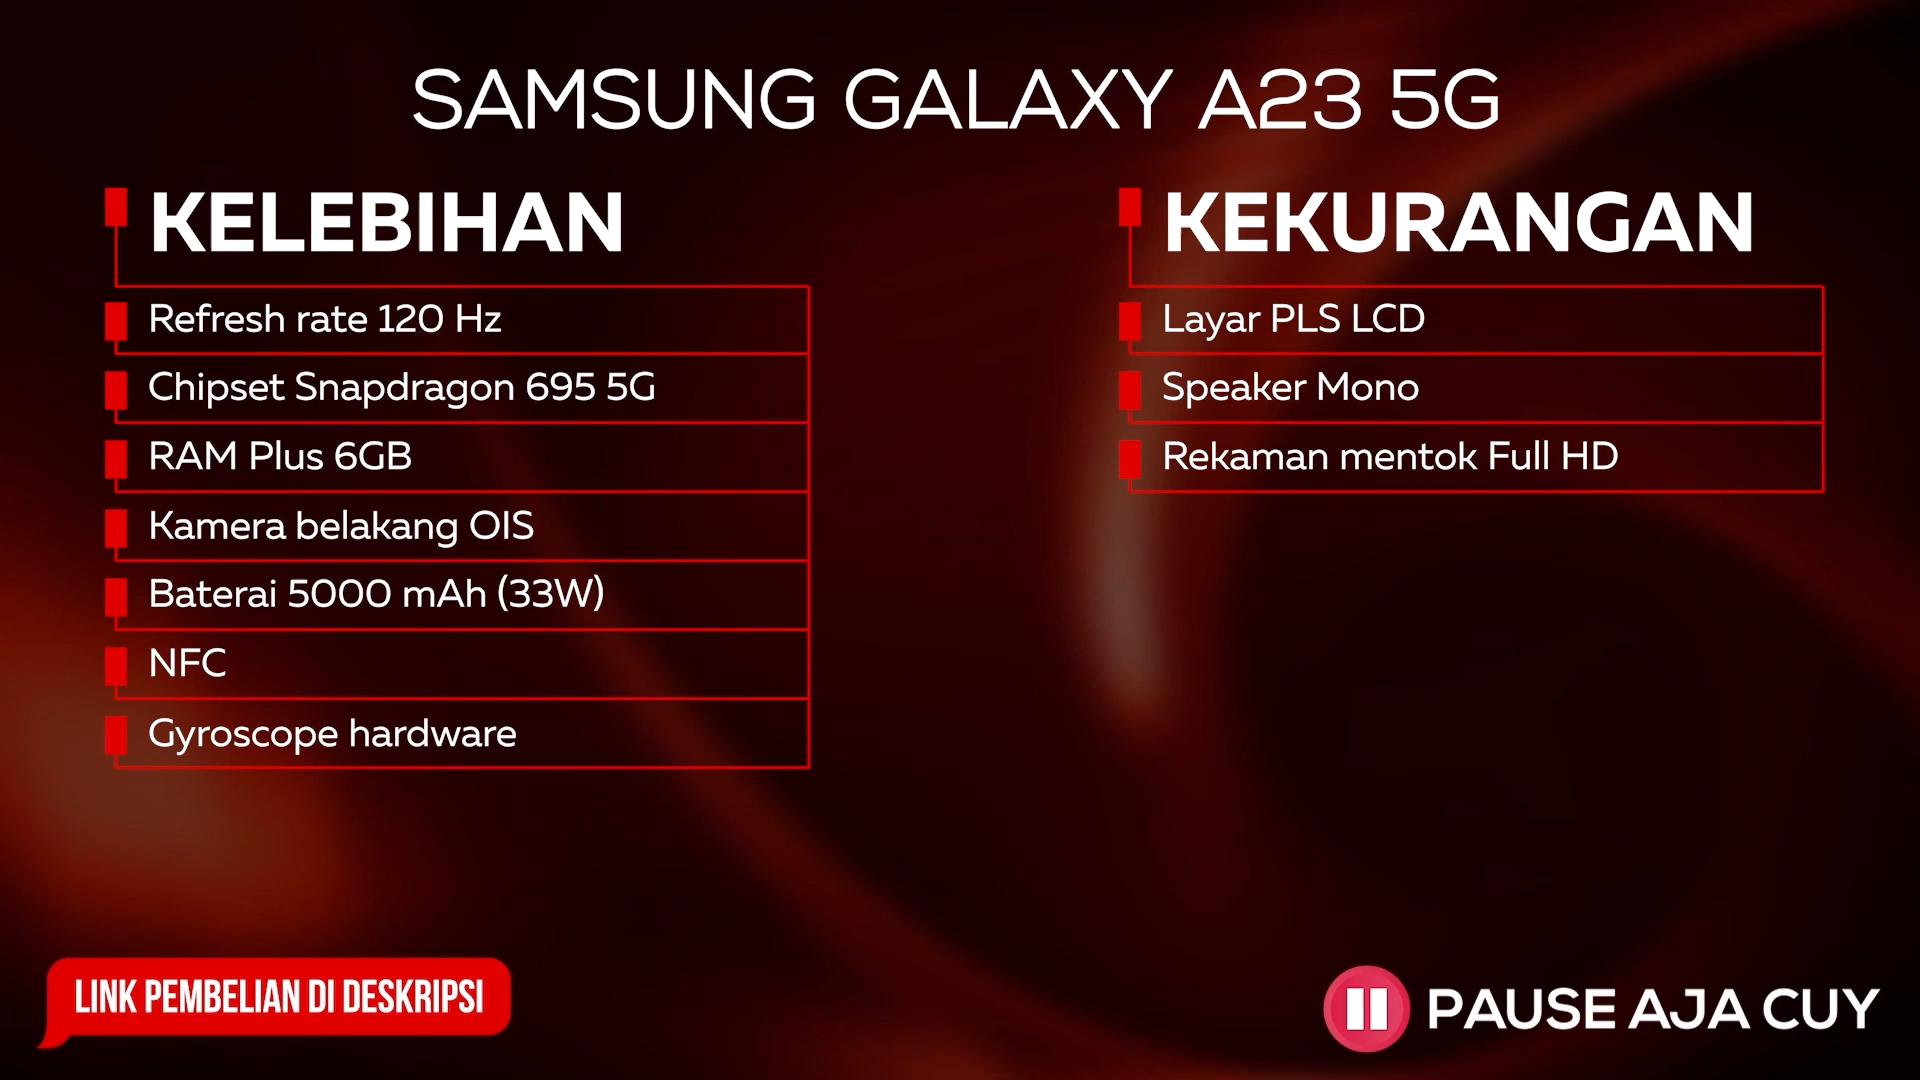 SAMSUNG GALAXY A23 5G
KELEBIHAN
Refresh rate 120 Hz
Chipset Snapdragon 695 5G
RAM Plus 6GB
Kamera belakang OIS
Baterai 5000 mAh (33W)
NFC
Gyroscope hardware
KEKURANGAN
Layar PLS LCD
Speaker Mono
Rekaman mentok Full HD
LINK PEMBELIAN DI DESKRIPSI
PAUSE AJA CUY